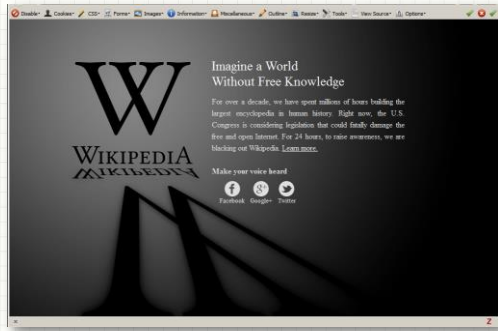 Disable Cookies CSS Forms Images Information Miscellaneous Outline Resize Tools View Source Options
Imagine a World
Without Free Knowledge
For over a decade, we have spent millions of hours building the
largest encyclopedia in human history. Right now, the U.S.
Congress is considering legislation that could fatally damage the
free and open Internet. For 24 hours, to raise awareness, we are
blacking out Wikipedia. Learn more.
W
WIKIPEDIA
WIKIPEDIA
Make your voice heard
Facebook Google+ Twitter
Z